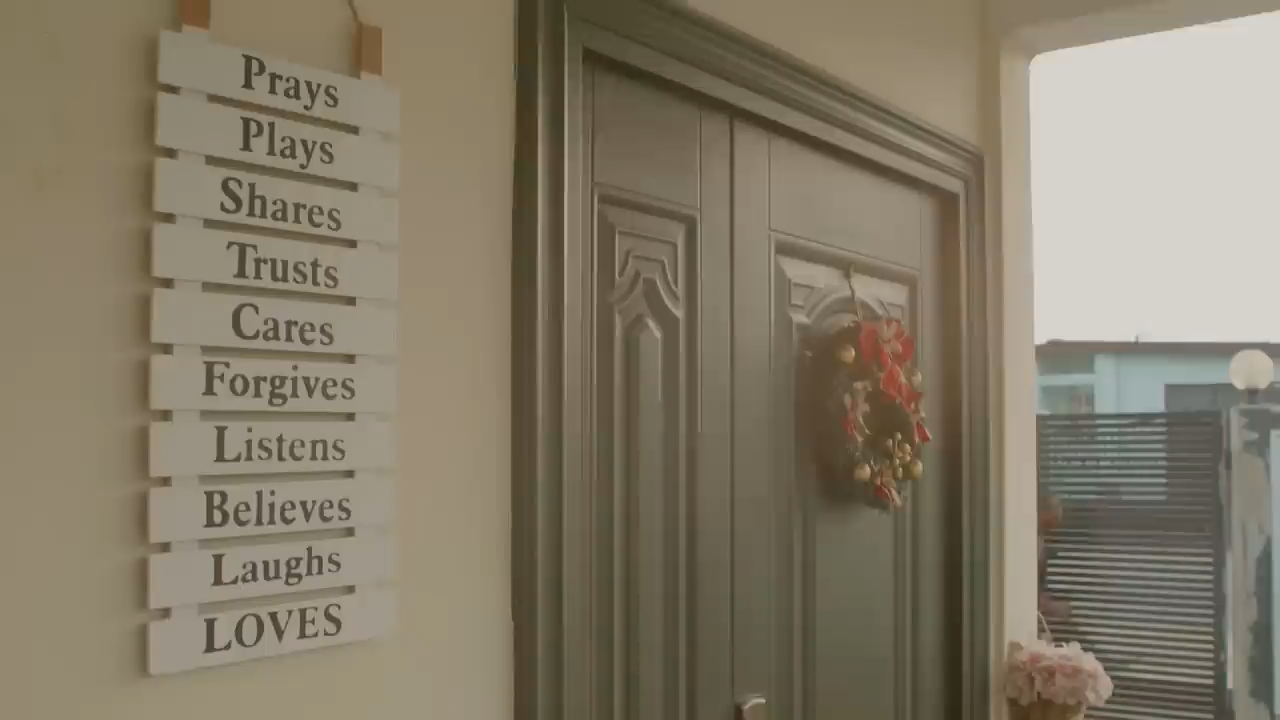 Prays
Plays
Shares
Trusts
Cares
Forgives
Listens
Believes
Laughs
LOVES